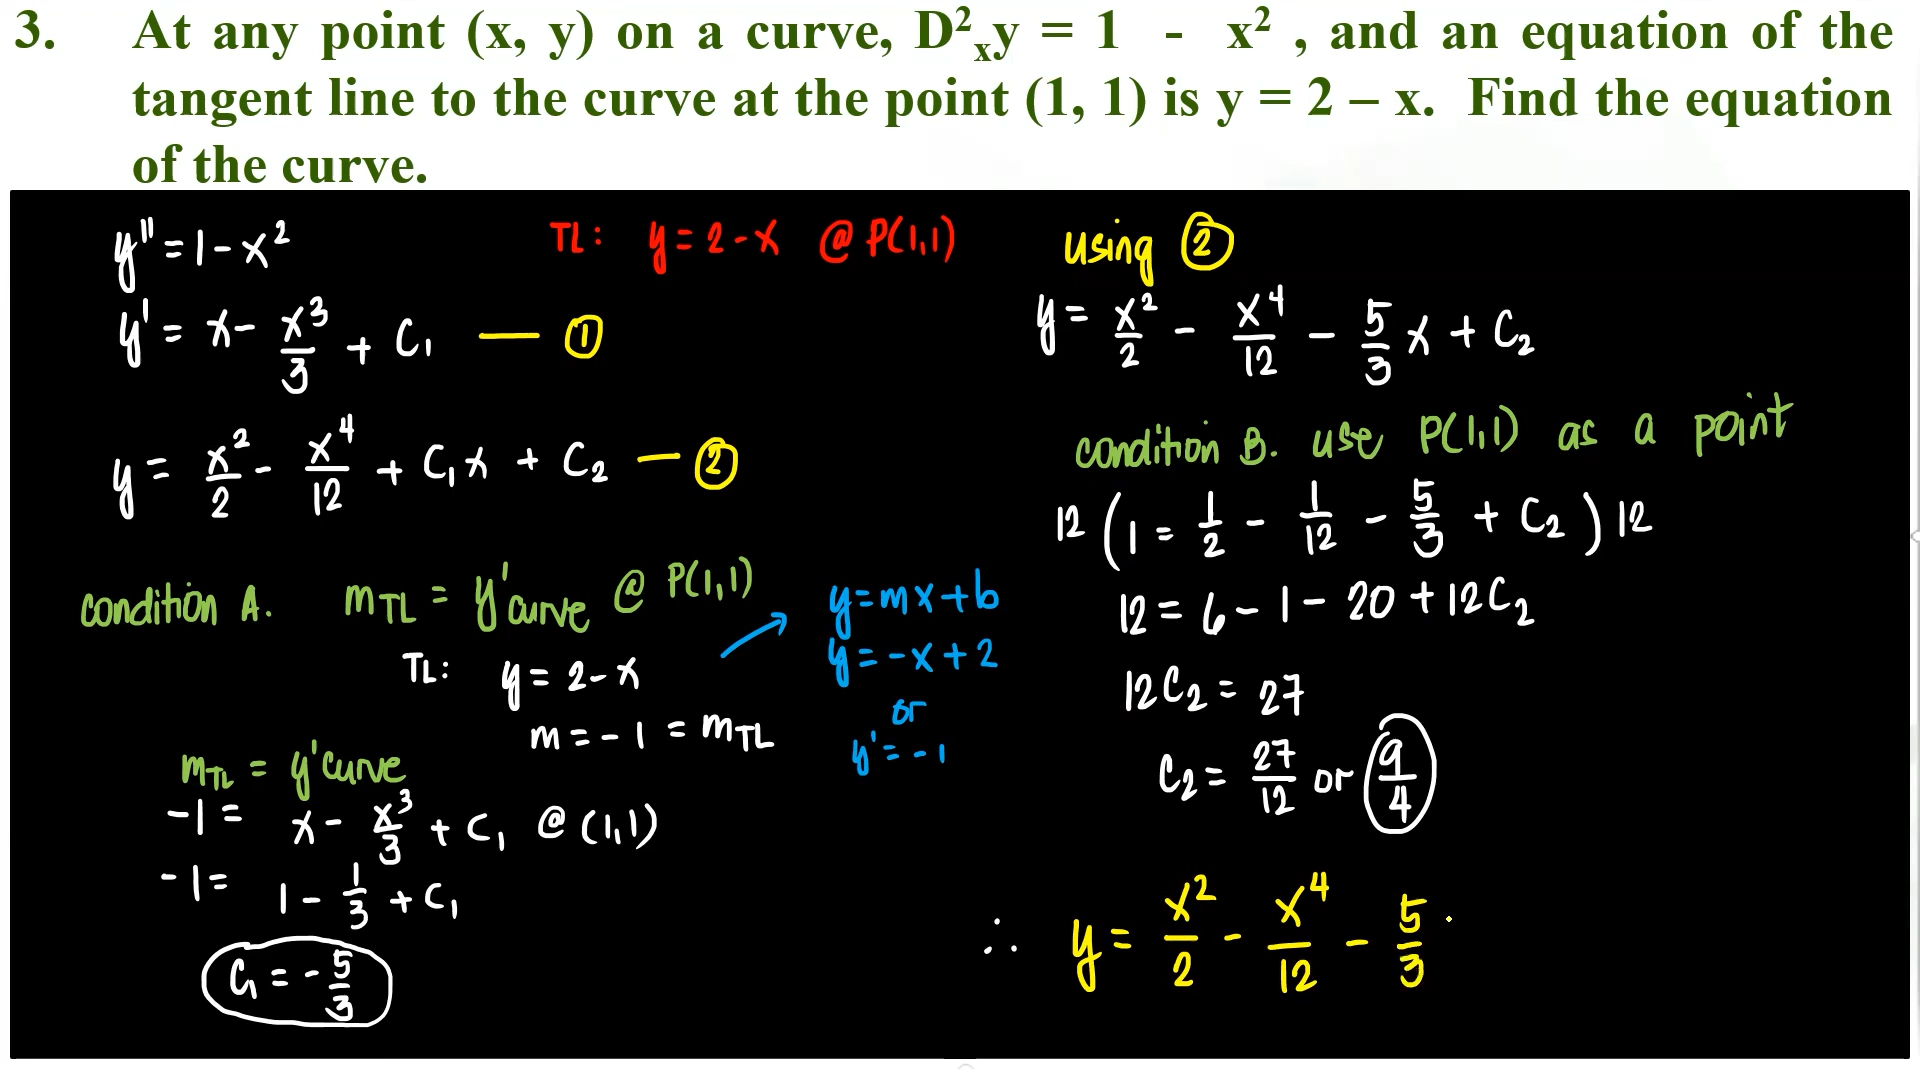 3. At any point (x, y) on a curve, D²ₓy = 1 - x² , and an equation of the
tangent line to the curve at the point (1, 1) is y = 2 – x. Find the equation
of the curve.
y'' = 1 - x²
y' = x - x³/3 + C₁ — ①
y = x²/2 - x⁴/12 + C₁x + C₂ — ②
condition A. mTL = y'curve @ P(1,1)
TL: y = 2 - x
m = -1 = mTL
mTL = y'curve
-1 = x - x³/3 + C₁ @ (1,1)
-1 = 1 - 1/3 + C₁
C₁ = - 5/3
TL: y = 2 - x @ P(1,1)
y = mx + b
y = -x + 2
or
y' = -1
using ②
y = x²/2 - x⁴/12 - 5/3 x + C₂
condition B. use P(1,1) as a point
12 ( 1 = 1/2 - 1/12 - 5/3 + C₂ ) 12
12 = 6 - 1 - 20 + 12C₂
12C₂ = 27
C₂ = 27/12 or 9/4
∴ y = x²/2 - x⁴/12 - 5/3